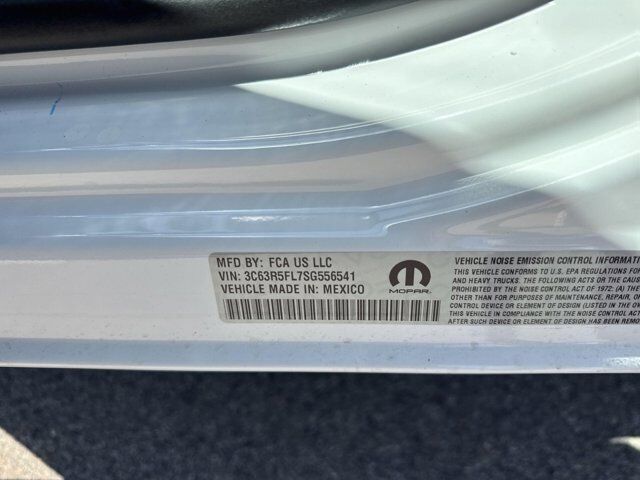 MFD BY: FCA US LLC
VIN: 3C63R5FL7SG556541
VEHICLE MADE IN: MEXICO
MOPAR
VEHICLE NOISE EMISSION CONTROL INFORMATI
THIS VEHICLE CONFORMS TO U.S. EPA REGULATIONS FOR
AND HEAVY TRUCKS. THE FOLLOWING ACTS OR THE CAUS
PROHIBITED BY THE NOISE CONTROL ACT OF 1972: (A) THE
OTHER THAN FOR PURPOSES OF MAINTENANCE, REPAIR, O
CONTROL DEVICE OR ELEMENT OF DESIGN (LISTED IN THE OW
THIS VEHICLE IN COMPLIANCE WITH THE NOISE CONTROL ACT
AFTER SUCH DEVICE OR ELEMENT OF DESIGN HAS BEEN REMO